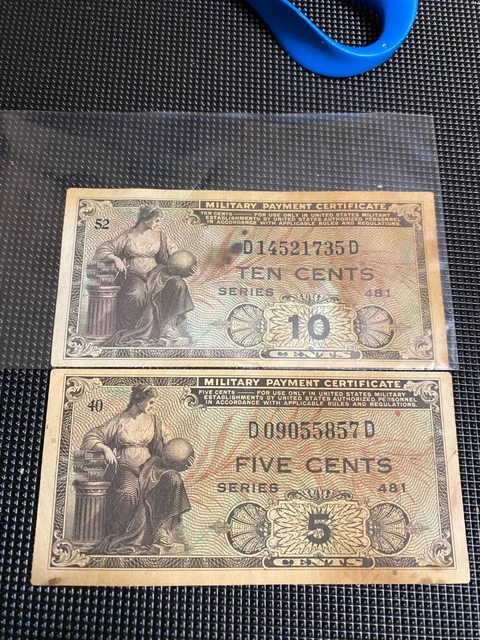 MILITARY PAYMENT CERTIFICATE
TEN CENTS FOR USE ONLY IN UNITED STATES MILITARY
ESTABLISHMENTS BY UNITED STATES AUTHORIZED PERSONNEL
IN ACCORDANCE WITH APPLICABLE RULES AND REGULATIONS.
52
D14521735D
TEN CENTS
SERIES 481
10
CENTS
MILITARY PAYMENT CERTIFICATE
FIVE CENTS FOR USE ONLY IN UNITED STATES MILITARY
ESTABLISHMENTS BY UNITED STATES AUTHORIZED PERSONNEL
IN ACCORDANCE WITH APPLICABLE RULES AND REGULATIONS.
40
D09055857D
FIVE CENTS
SERIES 481
5
CENTS